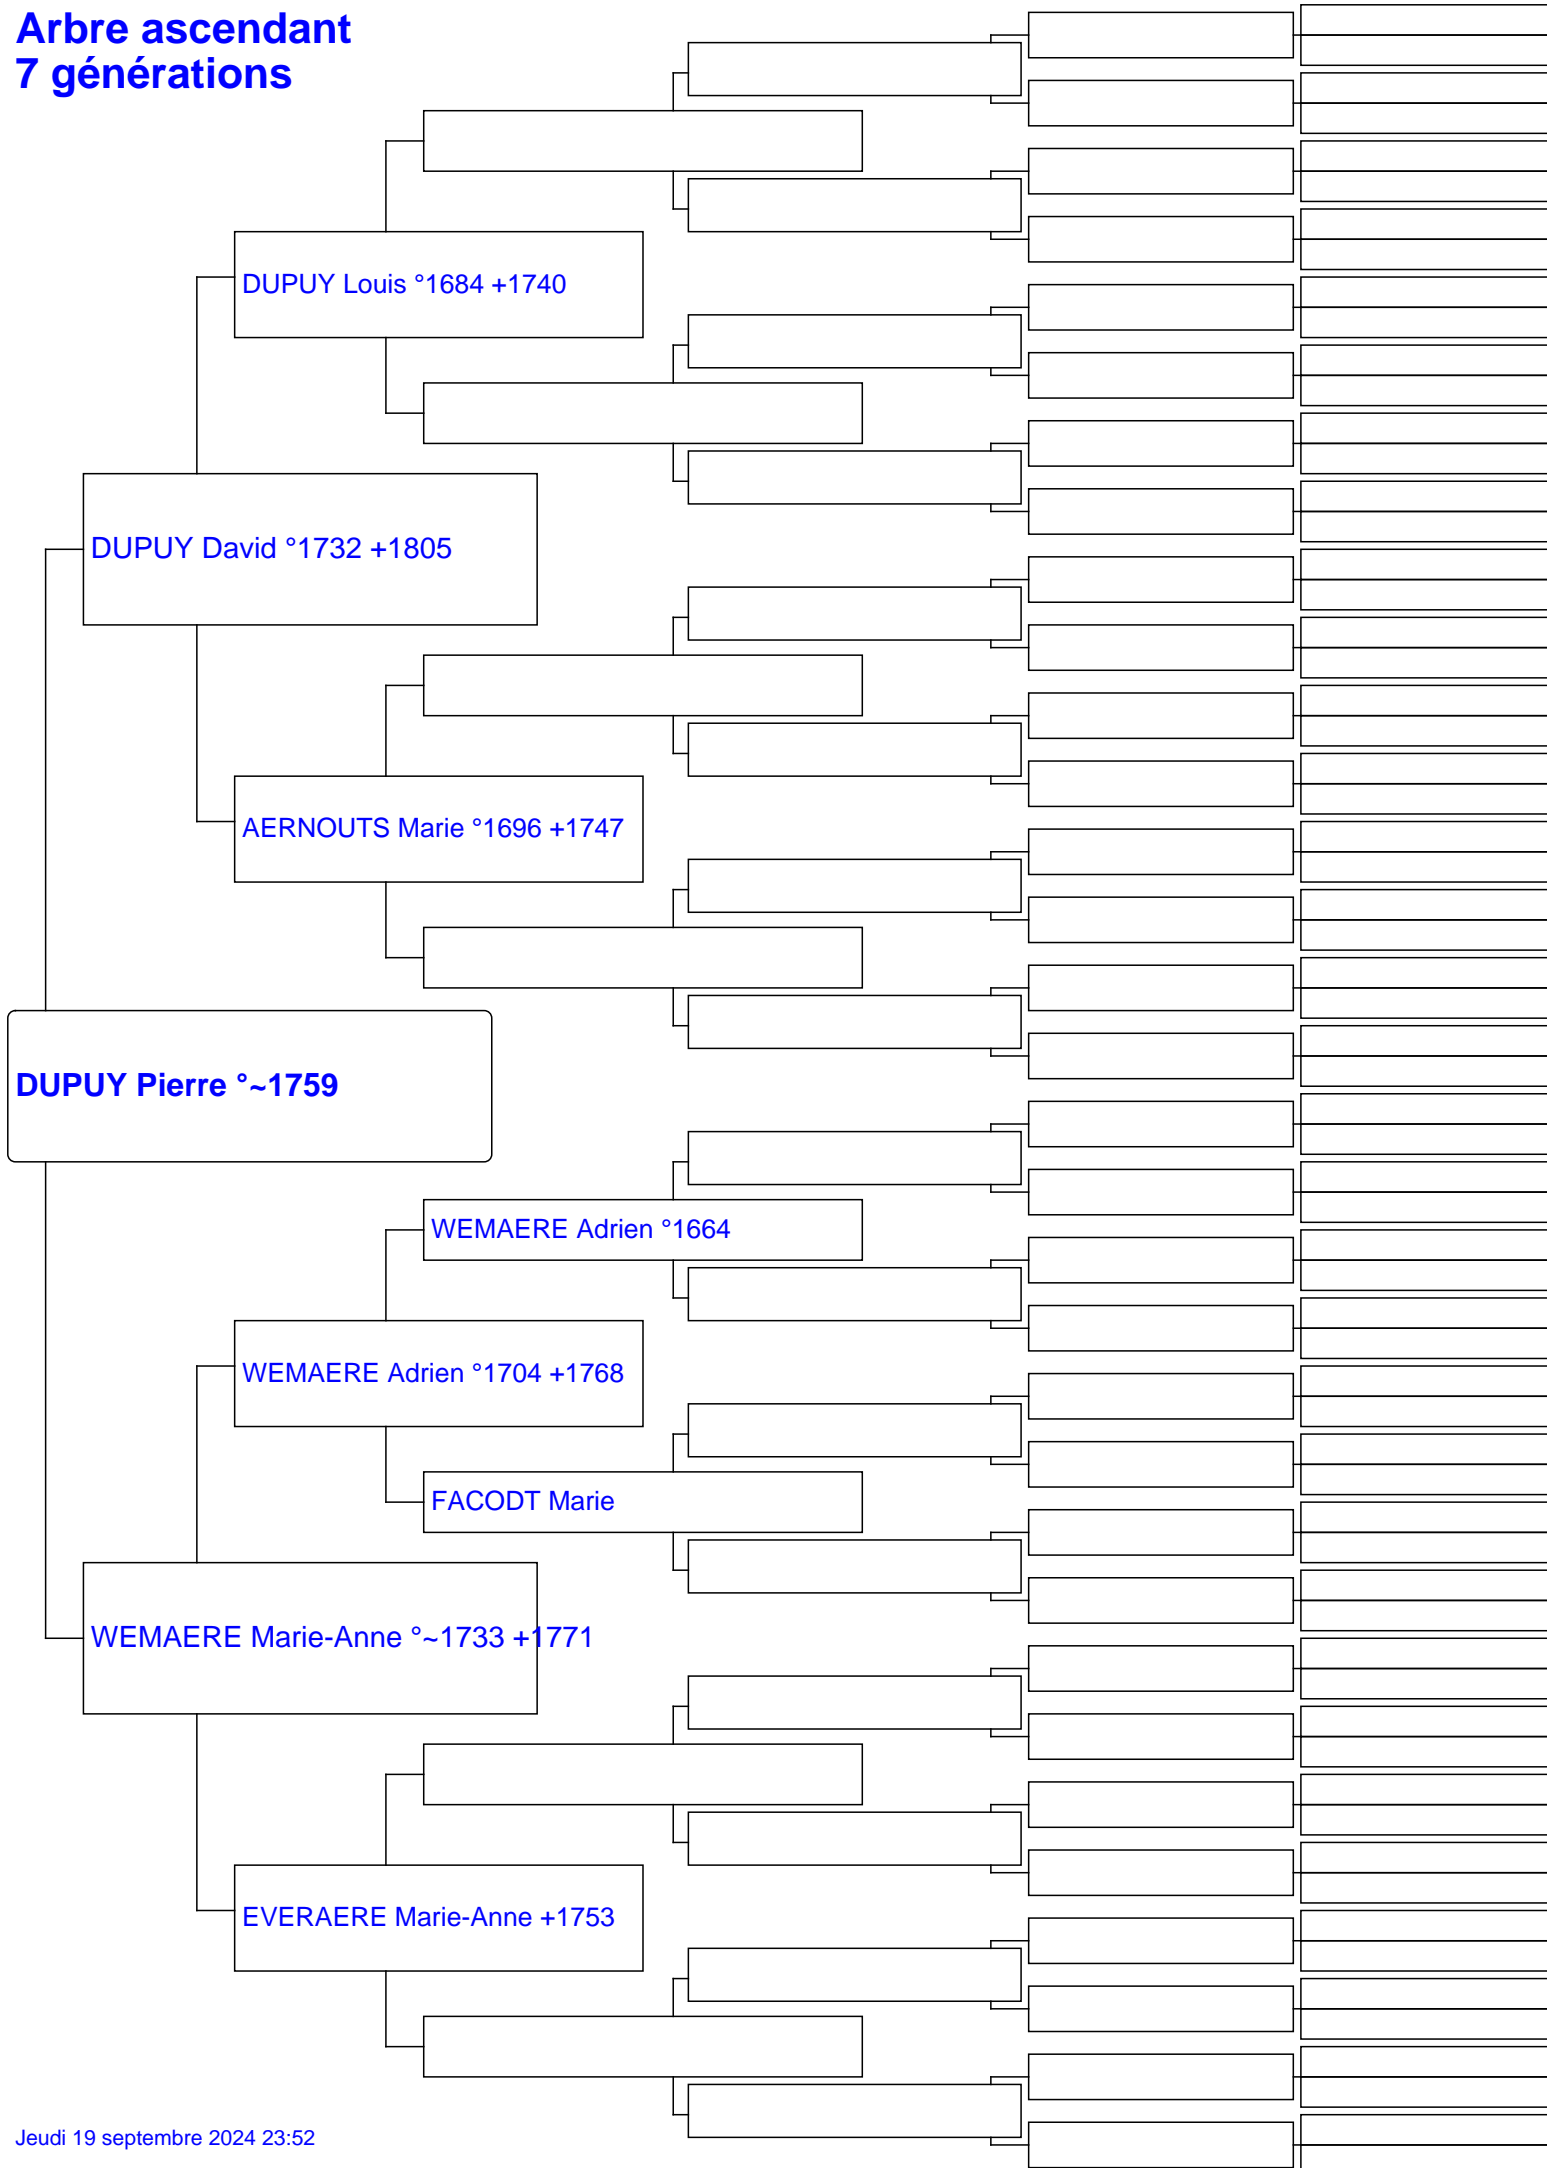 Arbre ascendant
7 générations
DUPUY Louis °1684 +1740
DUPUY David °1732 +1805
AERNOUTS Marie °1696 +1747
DUPUY Pierre °~1759
WEMAERE Adrien °1664
WEMAERE Adrien °1704 +1768
FACODT Marie
WEMAERE Marie-Anne °~1733 +1771
EVERAERE Marie-Anne +1753
Jeudi 19 septembre 2024 23:52